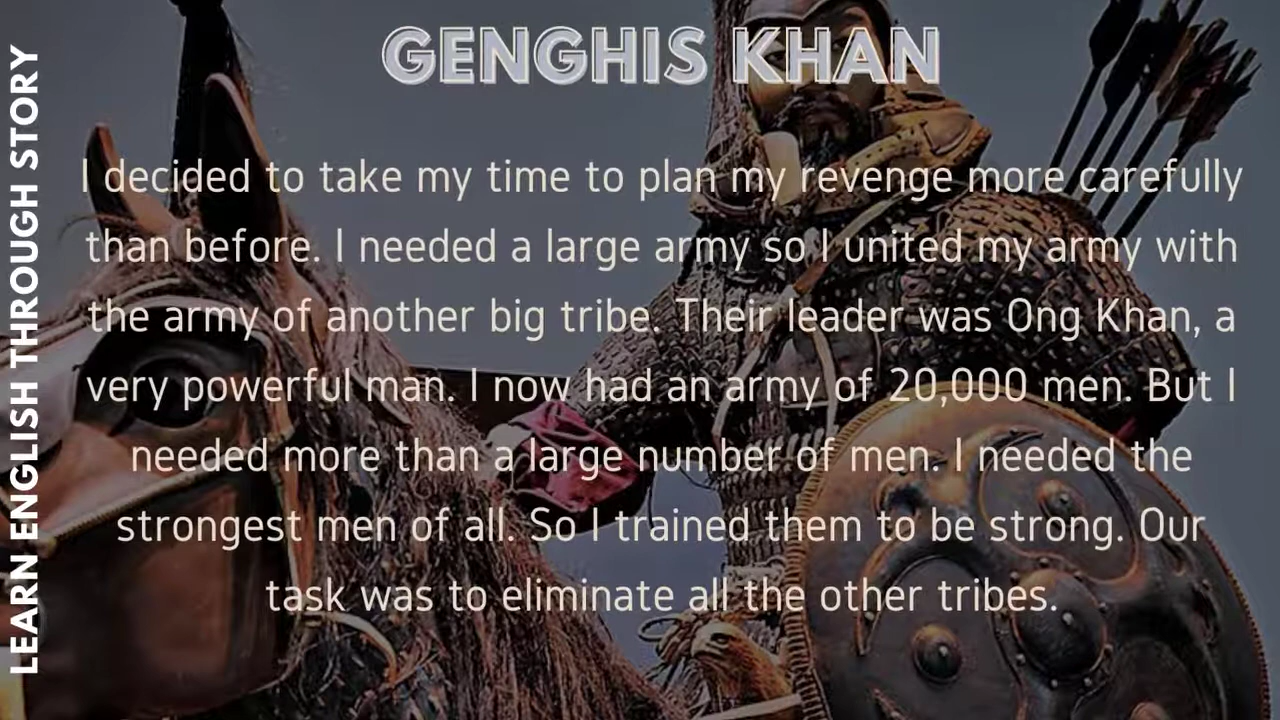 GENGHIS KHAN
LEARN ENGLISH THROUGH STORY
I decided to take my time to plan my revenge more carefully
than before. I needed a large army so I united my army with
the army of another big tribe. Their leader was Ong Khan, a
very powerful man. I now had an army of 20,000 men. But I
needed more than a large number of men. I needed the
strongest men of all. So I trained them to be strong. Our
task was to eliminate all the other tribes.